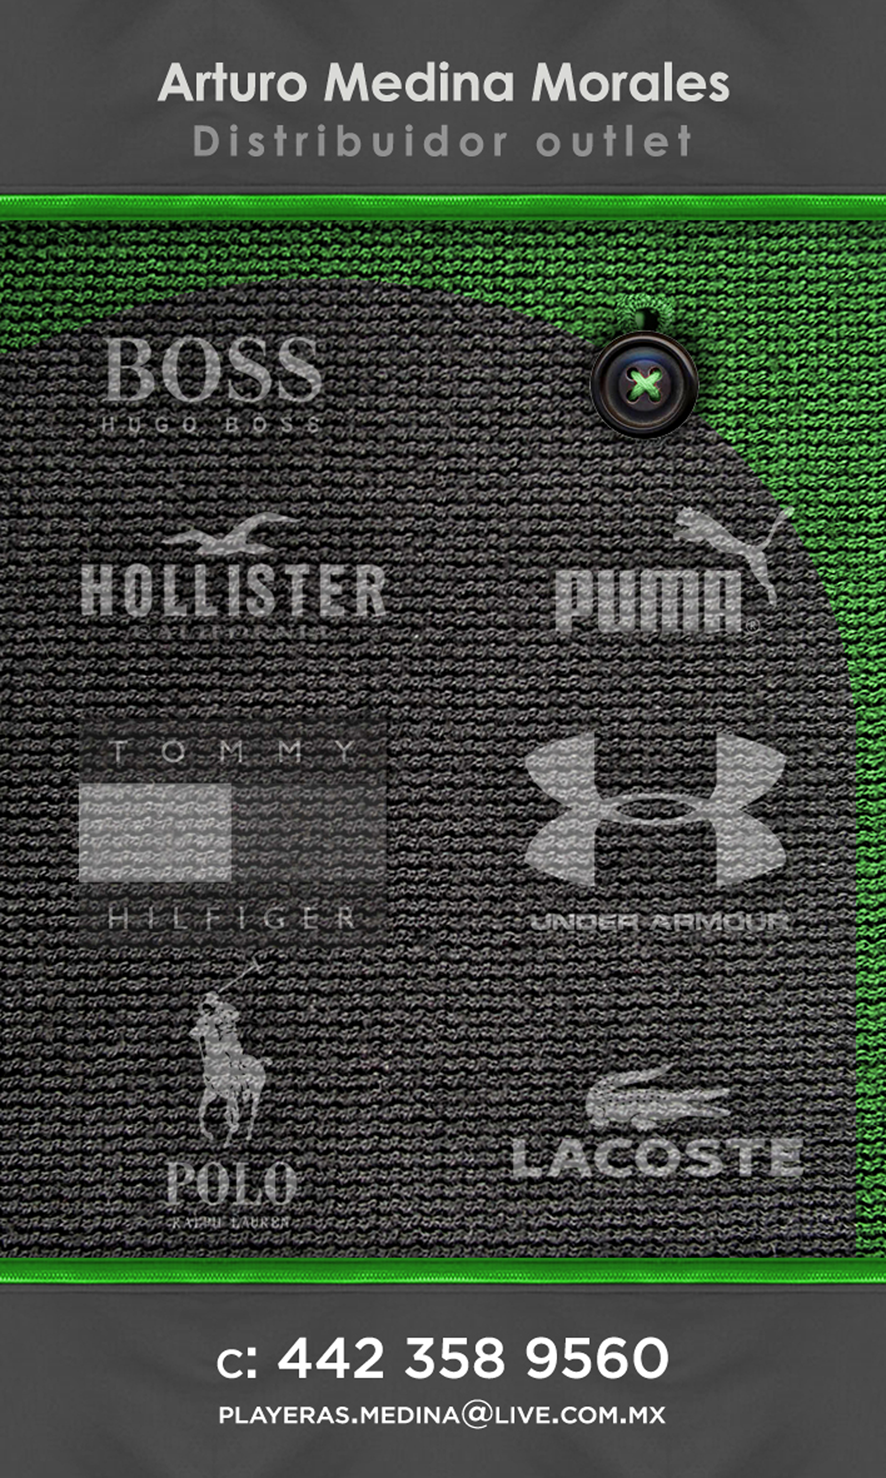 Arturo Medina Morales
Distribuidor outlet
BOSS
HUGO BOSS
HOLLISTER
CALIFORNIA
PUMA®
TOMMY
HILFIGER
UNDER ARMOUR
POLO
RALPH LAUREN
LACOSTE
c: 442 358 9560
PLAYERAS.MEDINA@LIVE.COM.MX